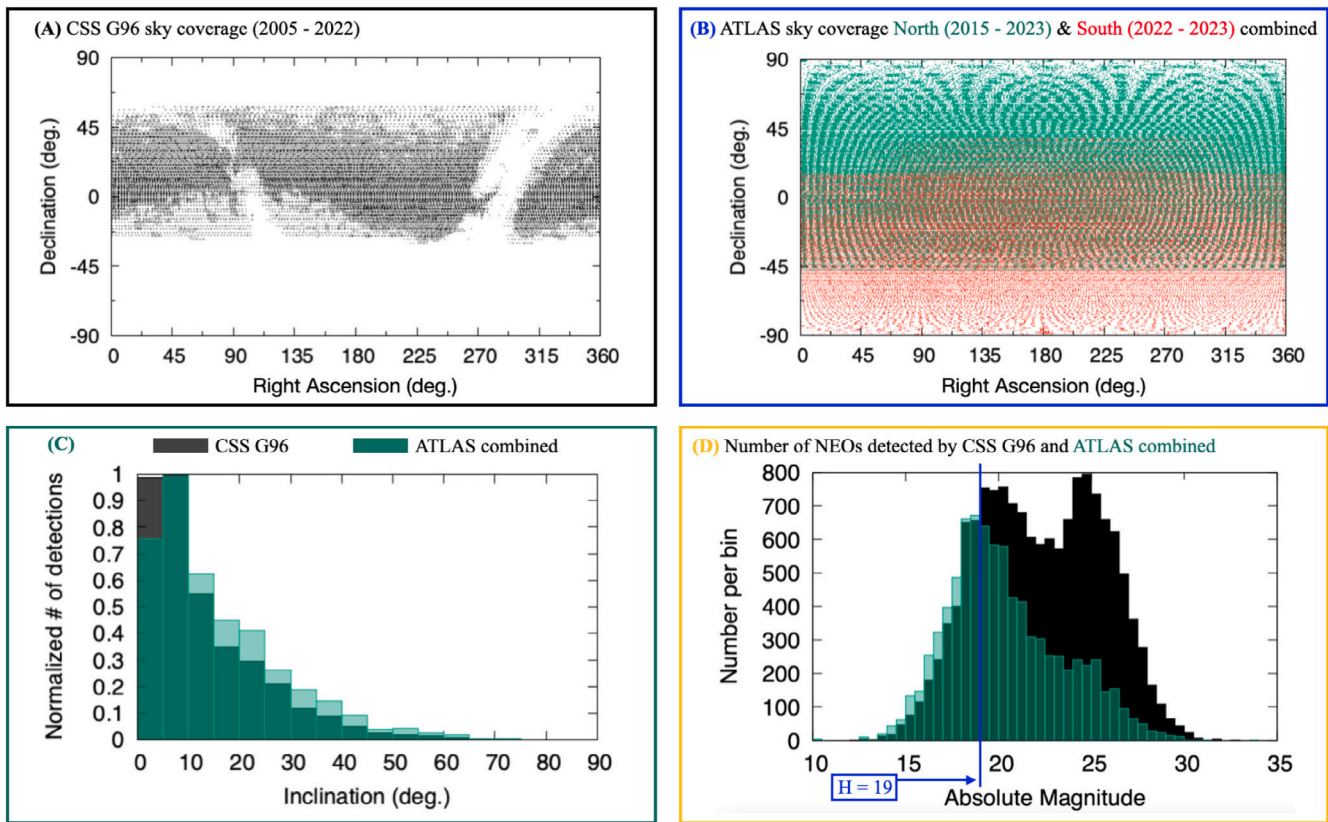 (A) CSS G96 sky coverage (2005 - 2022)
90
45
0
-45
-90
Declination (deg.)
0 45 90 135 180 225 270 315 360
Right Ascension (deg.)
(B) ATLAS sky coverage North (2015 - 2023) & South (2022 - 2023) combined
90
45
0
-45
-90
Declination (deg.)
0 45 90 135 180 225 270 315 360
Right Ascension (deg.)
(C) CSS G96 ATLAS combined
1
0.9
0.8
0.7
0.6
0.5
0.4
0.3
0.2
0.1
0
Normalized # of detections
0 10 20 30 40 50 60 70 80 90
Inclination (deg.)
(D) Number of NEOs detected by CSS G96 and ATLAS combined
800
700
600
500
400
300
200
100
0
Number per bin
10 15 20 25 30 35
H = 19
Absolute Magnitude